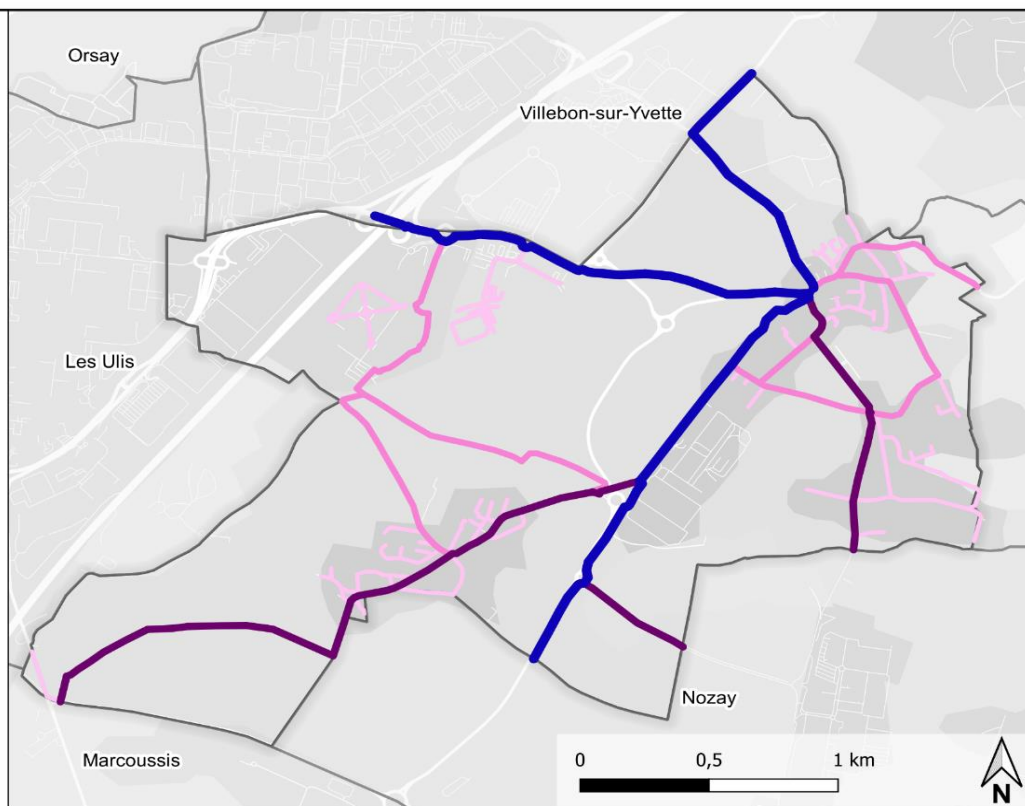 Orsay
Villebon-sur-Yvette
Les Ulis
Nozay
Marcoussis
0 0,5 1 km
N